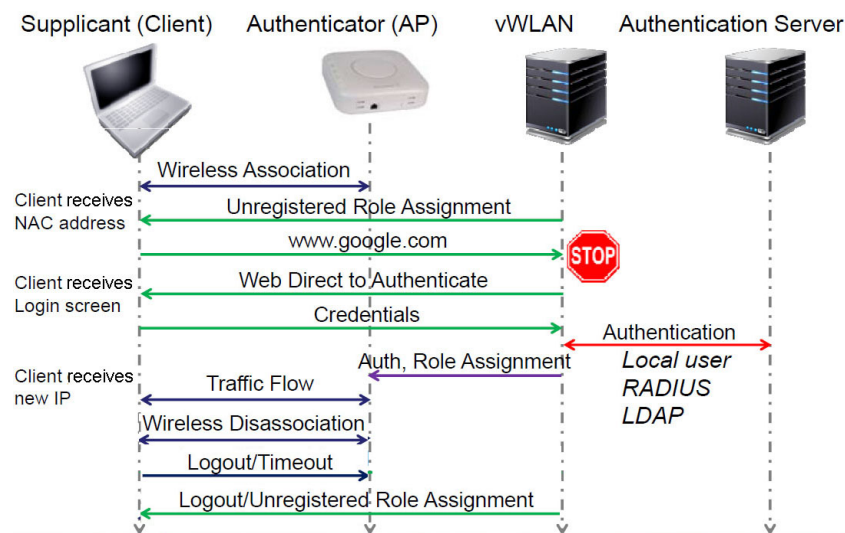 Supplicant (Client)
Authenticator (AP)
vWLAN
Authentication Server
Wireless Association
Client receives
NAC address
Unregistered Role Assignment
www.google.com
STOP
Client receives
Login screen
Web Direct to Authenticate
Credentials
Authentication
Local user
RADIUS
LDAP
Auth, Role Assignment
Client receives
new IP
Traffic Flow
Wireless Disassociation
Logout/Timeout
Logout/Unregistered Role Assignment